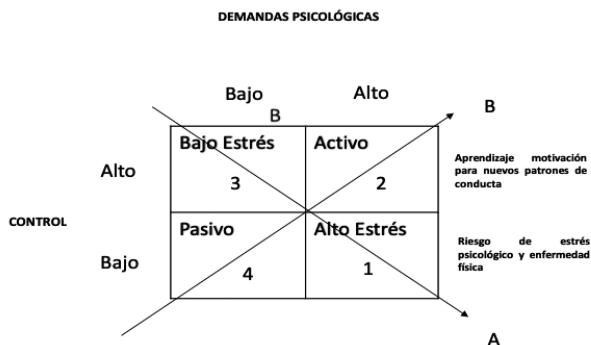 DEMANDAS PSICOLÓGICAS
Bajo
Alto
B
B
Bajo Estrés
Activo
Alto
3
2
Aprendizaje motivación
para nuevos patrones de
conducta
CONTROL
Pasivo
Alto Estrés
Bajo
4
1
Riesgo de estrés
psicológico y enfermedad
física
A